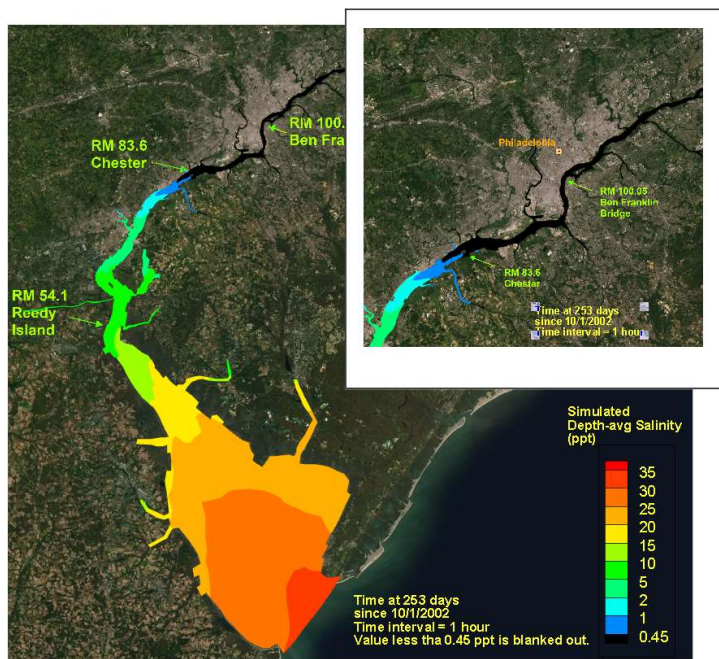 RM 100.
Ben Fra
RM 83.6
Chester
RM 54.1
Reedy
Island
Philadelphia
RM 100.05
Ben Franklin
Bridge
RM 83.6
Chester
Time at 253 days
since 10/1/2002
Time interval = 1 hour
Simulated
Depth-avg Salinity
(ppt)
35
30
25
20
15
10
5
2
1
0.45
Time at 253 days
since 10/1/2002
Time interval = 1 hour
Value less tha 0.45 ppt is blanked out.